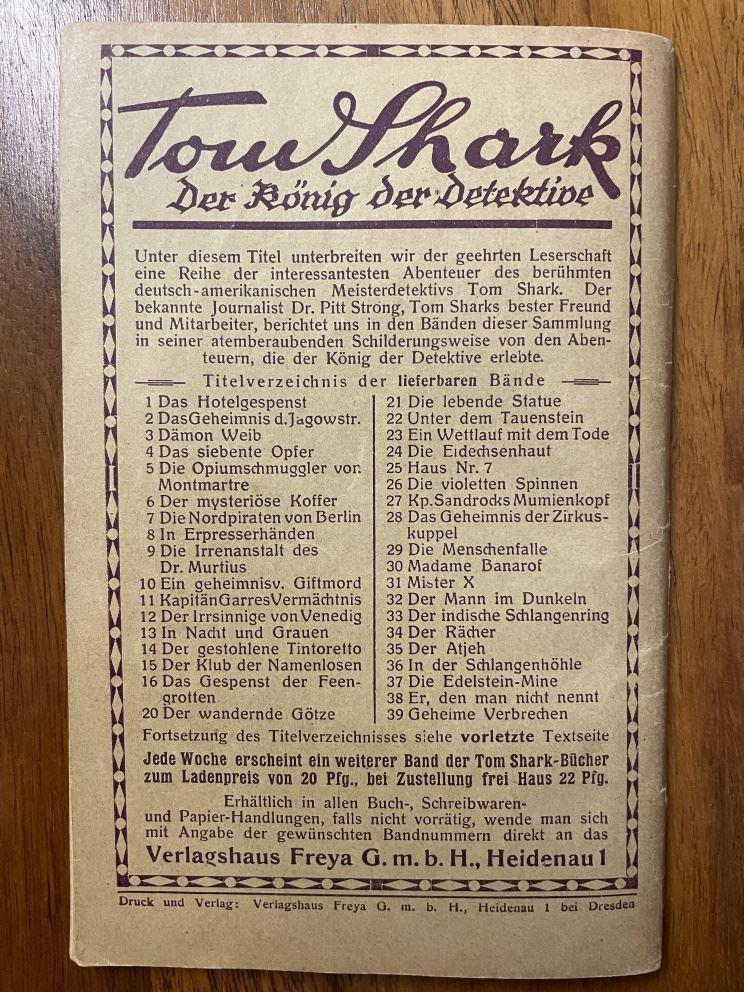 Tom Shark
Der König der Detektive
Unter diesem Titel unterbreiten wir der geehrten Leserschaft
eine Reihe der interessantesten Abenteuer des berühmten
deutsch-amerikanischen Meisterdetektivs Tom Shark. Der
bekannte Journalist Dr. Pitt Strong, Tom Sharks bester Freund
und Mitarbeiter, berichtet uns in den Bänden dieser Sammlung
in seiner atemberaubenden Schilderungsweise von den Aben-
teuern, die der König der Detektive erlebte.
Titelverzeichnis der lieferbaren Bände
1 Das Hotelgespenst
2 Das Geheimnis d. Jagowstr.
3 Dämon Weib
4 Das siebente Opfer
5 Die Opiumschmuggler von
Montmartre
6 Der mysteriöse Koffer
7 Die Nordpiraten von Berlin
8 In Erpresserhänden
9 Die Irrenanstalt des
Dr. Murtius
10 Ein geheimnisv. Giftmord
11 Kapitän Garres Vermächtnis
12 Der Irrsinnige von Venedig
13 In Nacht und Grauen
14 Der gestohlene Tintoretto
15 Der Klub der Namenlosen
16 Das Gespenst der Feen-
grotten
20 Der wandernde Götze
21 Die lebende Statue
22 Unter dem Tauenstein
23 Ein Wettlauf mit dem Tode
24 Die Eidechsenhaut
25 Haus Nr. 7
26 Die violetten Spinnen
27 Kp. Sandrocks Mumienkopf
28 Das Geheimnis der Zirkus-
kuppel
29 Die Menschenfalle
30 Madame Banarof
31 Mister X
32 Der Mann im Dunkeln
33 Der indische Schlangenring
34 Der Rächer
35 Der Atjeh
36 In der Schlangenhöhle
37 Die Edelstein-Mine
38 Er, den man nicht nennt
39 Geheime Verbrechen
Fortsetzung des Titelverzeichnisses siehe vorletzte Textseite
Jede Woche erscheint ein weiterer Band der Tom Shark-Bücher
zum Ladenpreis von 20 Pfg., bei Zustellung frei Haus 22 Pfg.
Erhältlich in allen Buch-, Schreibwaren-
und Papier-Handlungen, falls nicht vorrätig, wende man sich
mit Angabe der gewünschten Bandnummern direkt an das
Verlagshaus Freya G. m. b. H., Heidenau 1
Druck und Verlag: Verlagshaus Freya G. m. b. H., Heidenau 1 bei Dresden